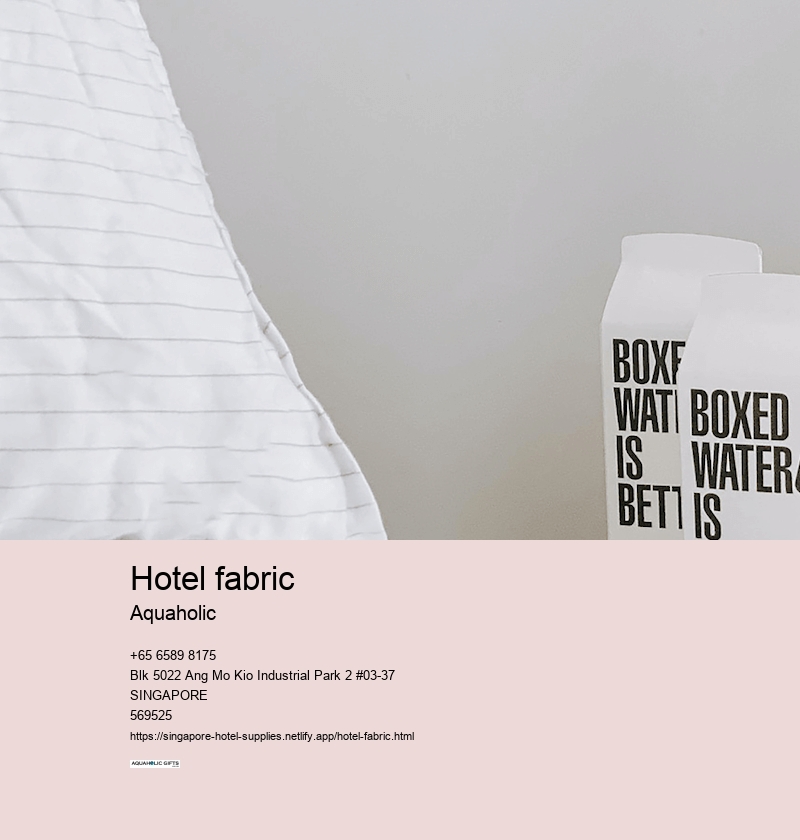 BOXE
WAT
IS
BETT
BOXED
WATER
IS
Hotel fabric
Aquaholic
+65 6589 8175
Blk 5022 Ang Mo Kio Industrial Park 2 #03-37
SINGAPORE
569525
https://singapore-hotel-supplies.netlify.app/hotel-fabric.html
AQUAHOLIC GIFTS